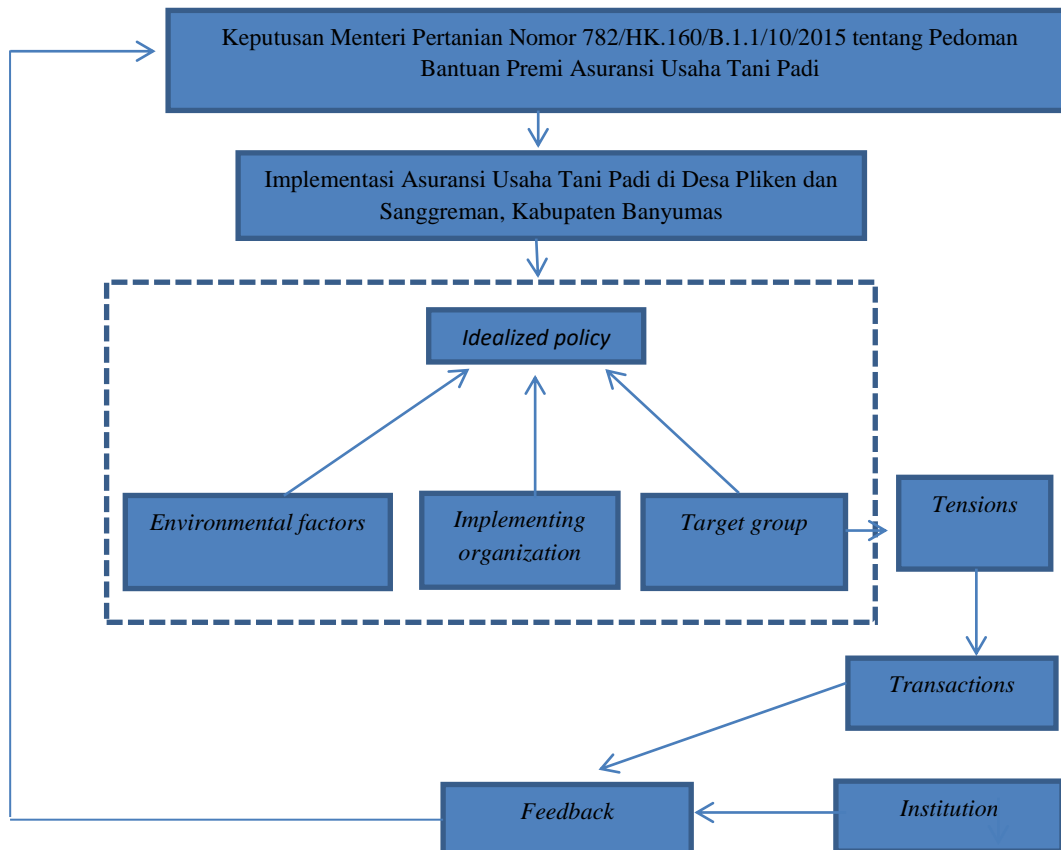 Keputusan Menteri Pertanian Nomor 782/HK.160/B.1.1/10/2015 tentang Pedoman
Bantuan Premi Asuransi Usaha Tani Padi
Implementasi Asuransi Usaha Tani Padi di Desa Pliken dan
Sanggreman, Kabupaten Banyumas
Idealized policy
Environmental factors
Implementing
organization
Target group
Tensions
Transactions
Feedback
Institution